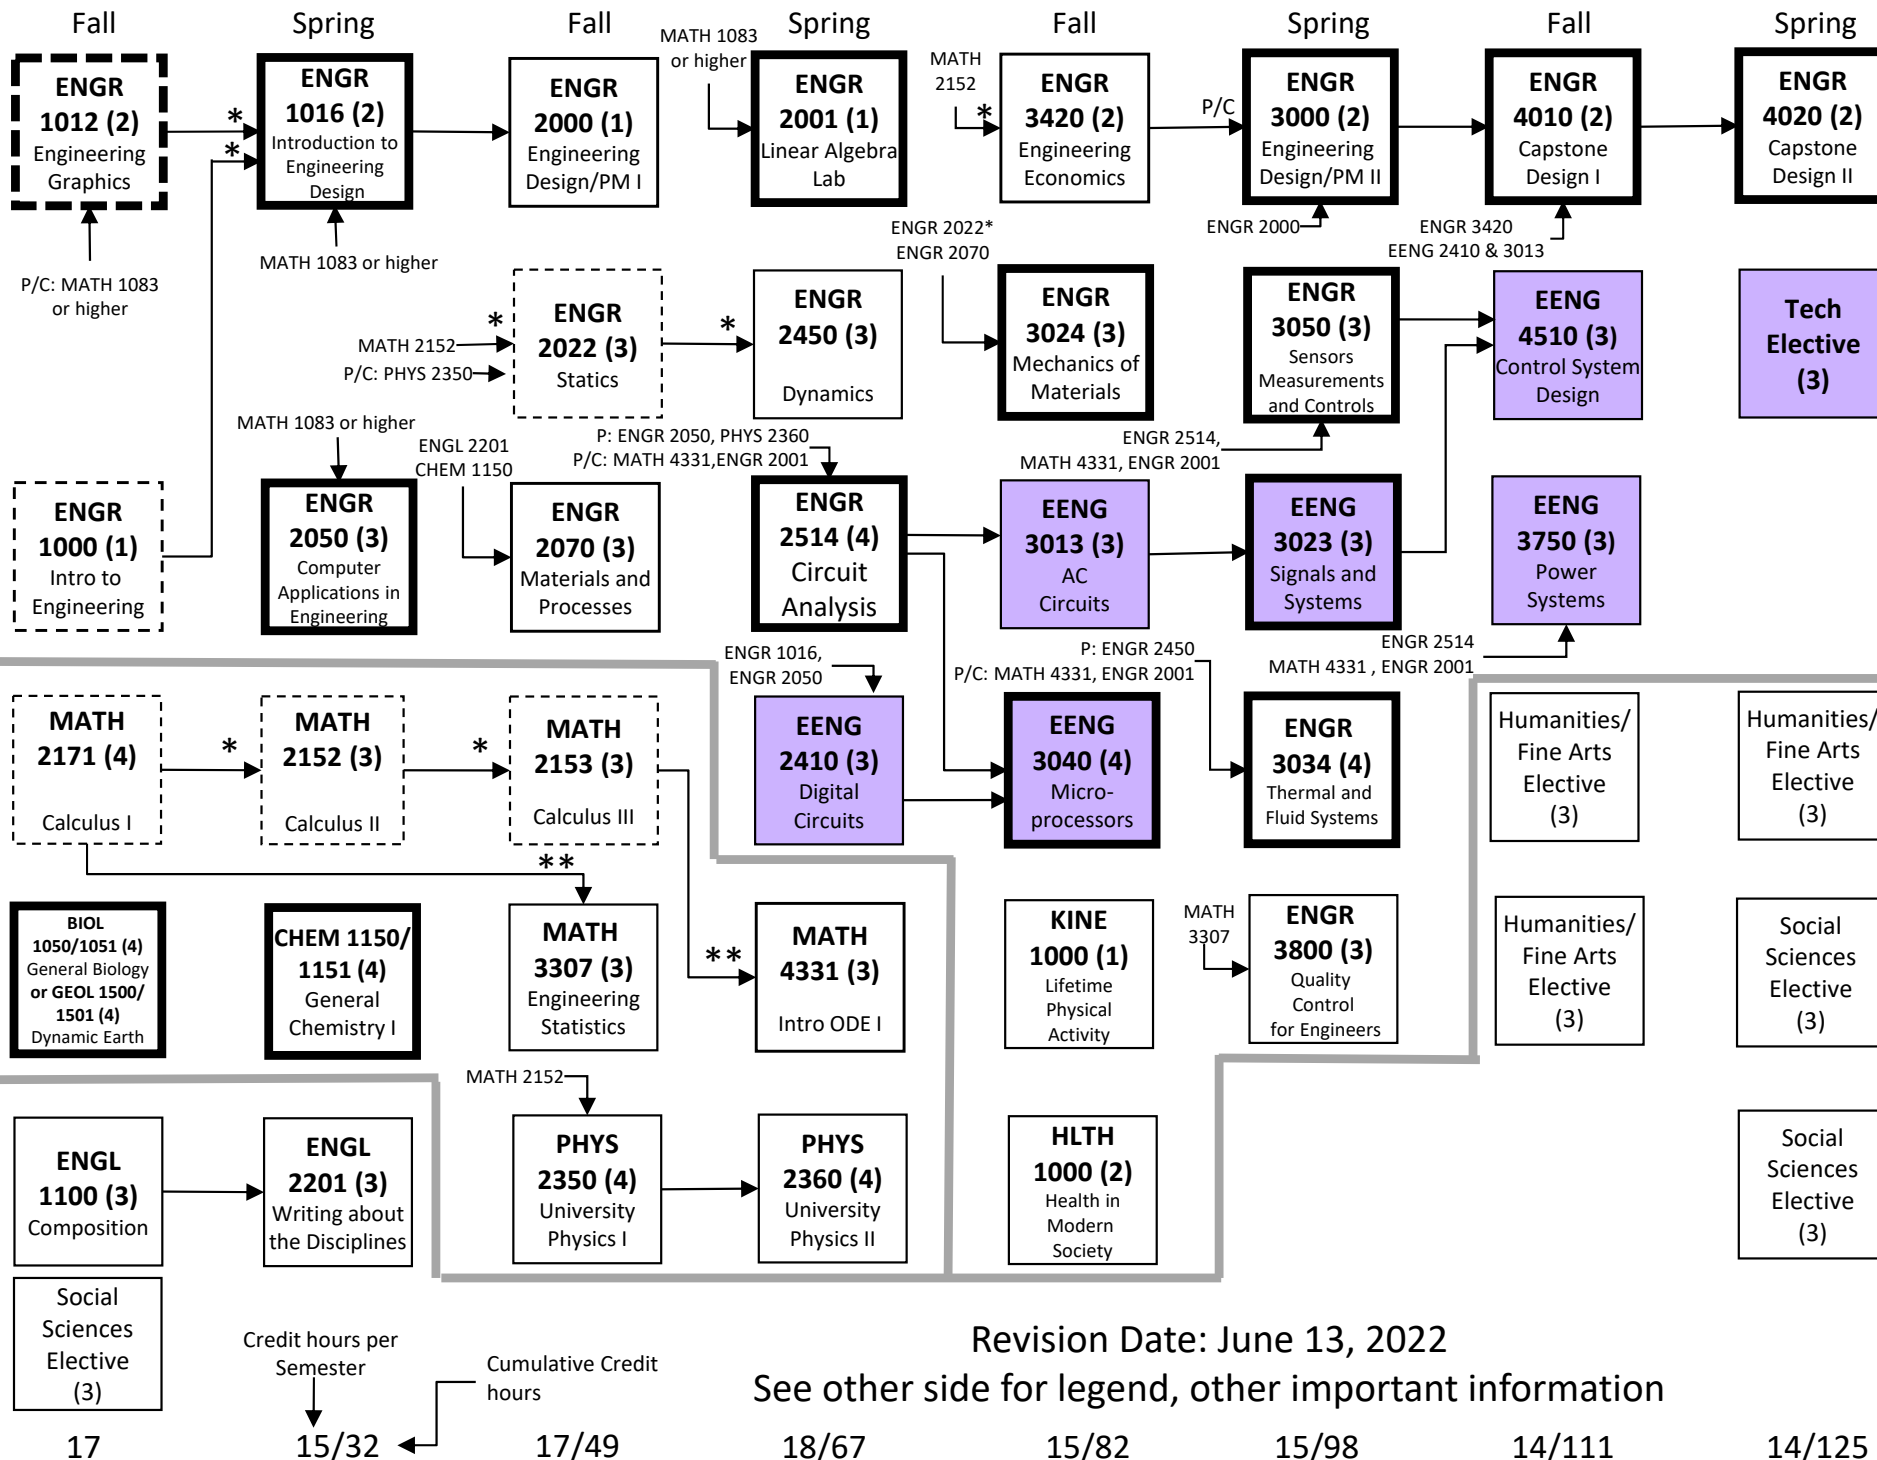 Fall
Spring
Fall
Spring
Fall
Spring
Fall
Spring
ENGR
1012 (2)
Engineering
Graphics
*
*
ENGR
1016 (2)
Introduction to
Engineering
Design
ENGR
2000 (1)
Engineering
Design/PM I
MATH 1083
or higher
ENGR
2001 (1)
Linear Algebra
Lab
MATH
2152
*
ENGR
3420 (2)
Engineering
Economics
P/C
ENGR
3000 (2)
Engineering
Design/PM II
ENGR
4010 (2)
Capstone
Design I
ENGR
4020 (2)
Capstone
Design II
P/C: MATH 1083
or higher
MATH 1083 or higher
ENGR 2022*
ENGR 2070
ENGR 2000
ENGR 3420
EENG 2410 & 3013
MATH 2152
*
P/C: PHYS 2350
ENGR
2022 (3)
Statics
*
ENGR
2450 (3)
Dynamics
ENGR
3024 (3)
Mechanics of
Materials
ENGR
3050 (3)
Sensors
Measurements
and Controls
EENG
4510 (3)
Control System
Design
Tech
Elective
(3)
MATH 1083 or higher
ENGL 2201
CHEM 1150
P: ENGR 2050, PHYS 2360
P/C: MATH 4331,ENGR 2001
ENGR 2514,
MATH 4331, ENGR 2001
ENGR
1000 (1)
Intro to
Engineering
ENGR
2050 (3)
Computer
Applications in
Engineering
ENGR
2070 (3)
Materials and
Processes
ENGR
2514 (4)
Circuit
Analysis
EENG
3013 (3)
AC
Circuits
EENG
3023 (3)
Signals and
Systems
EENG
3750 (3)
Power
Systems
ENGR 1016,
ENGR 2050
P: ENGR 2450
P/C: MATH 4331, ENGR 2001
ENGR 2514
MATH 4331 , ENGR 2001
MATH
2171 (4)
Calculus I
*
MATH
2152 (3)
Calculus II
*
MATH
2153 (3)
Calculus III
EENG
2410 (3)
Digital
Circuits
EENG
3040 (4)
Micro-
processors
ENGR
3034 (4)
Thermal and
Fluid Systems
Humanities/
Fine Arts
Elective
(3)
Humanities/
Fine Arts
Elective
(3)
**
BIOL
1050/1051 (4)
General Biology
or GEOL 1500/
1501 (4)
Dynamic Earth
CHEM 1150/
1151 (4)
General
Chemistry I
MATH
3307 (3)
Engineering
Statistics
**
MATH
4331 (3)
Intro ODE I
KINE
1000 (1)
Lifetime
Physical
Activity
MATH
3307
ENGR
3800 (3)
Quality
Control
for Engineers
Humanities/
Fine Arts
Elective
(3)
Social
Sciences
Elective
(3)
MATH 2152
ENGL
1100 (3)
Composition
ENGL
2201 (3)
Writing about
the Disciplines
PHYS
2350 (4)
University
Physics I
PHYS
2360 (4)
University
Physics II
HLTH
1000 (2)
Health in
Modern
Society
Social
Sciences
Elective
(3)
Social
Sciences
Elective
(3)
Credit hours per
Semester
Cumulative Credit
hours
Revision Date: June 13, 2022
See other side for legend, other important information
17
15/32
17/49
18/67
15/82
15/98
14/111
14/125